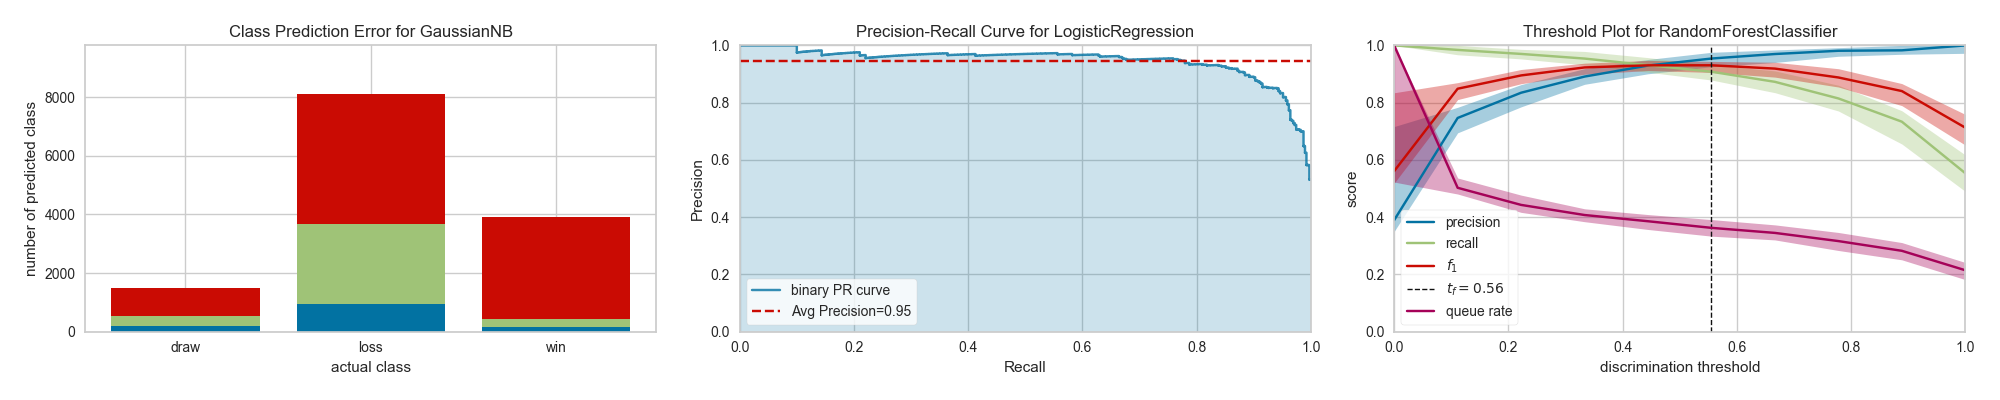 Class Prediction Error for GaussianNB
number of predicted class
8000
6000
4000
2000
0
draw
loss
win
actual class
Precision-Recall Curve for LogisticRegression
Precision
1.0
0.8
0.6
0.4
0.2
0.0
binary PR curve
Avg Precision=0.95
0.0
0.2
0.4
0.6
0.8
1.0
Recall
Threshold Plot for RandomForestClassifier
score
1.0
0.8
0.6
0.4
0.2
0.0
precision
recall
f1
tf = 0.56
queue rate
0.0
0.2
0.4
0.6
0.8
1.0
discrimination threshold